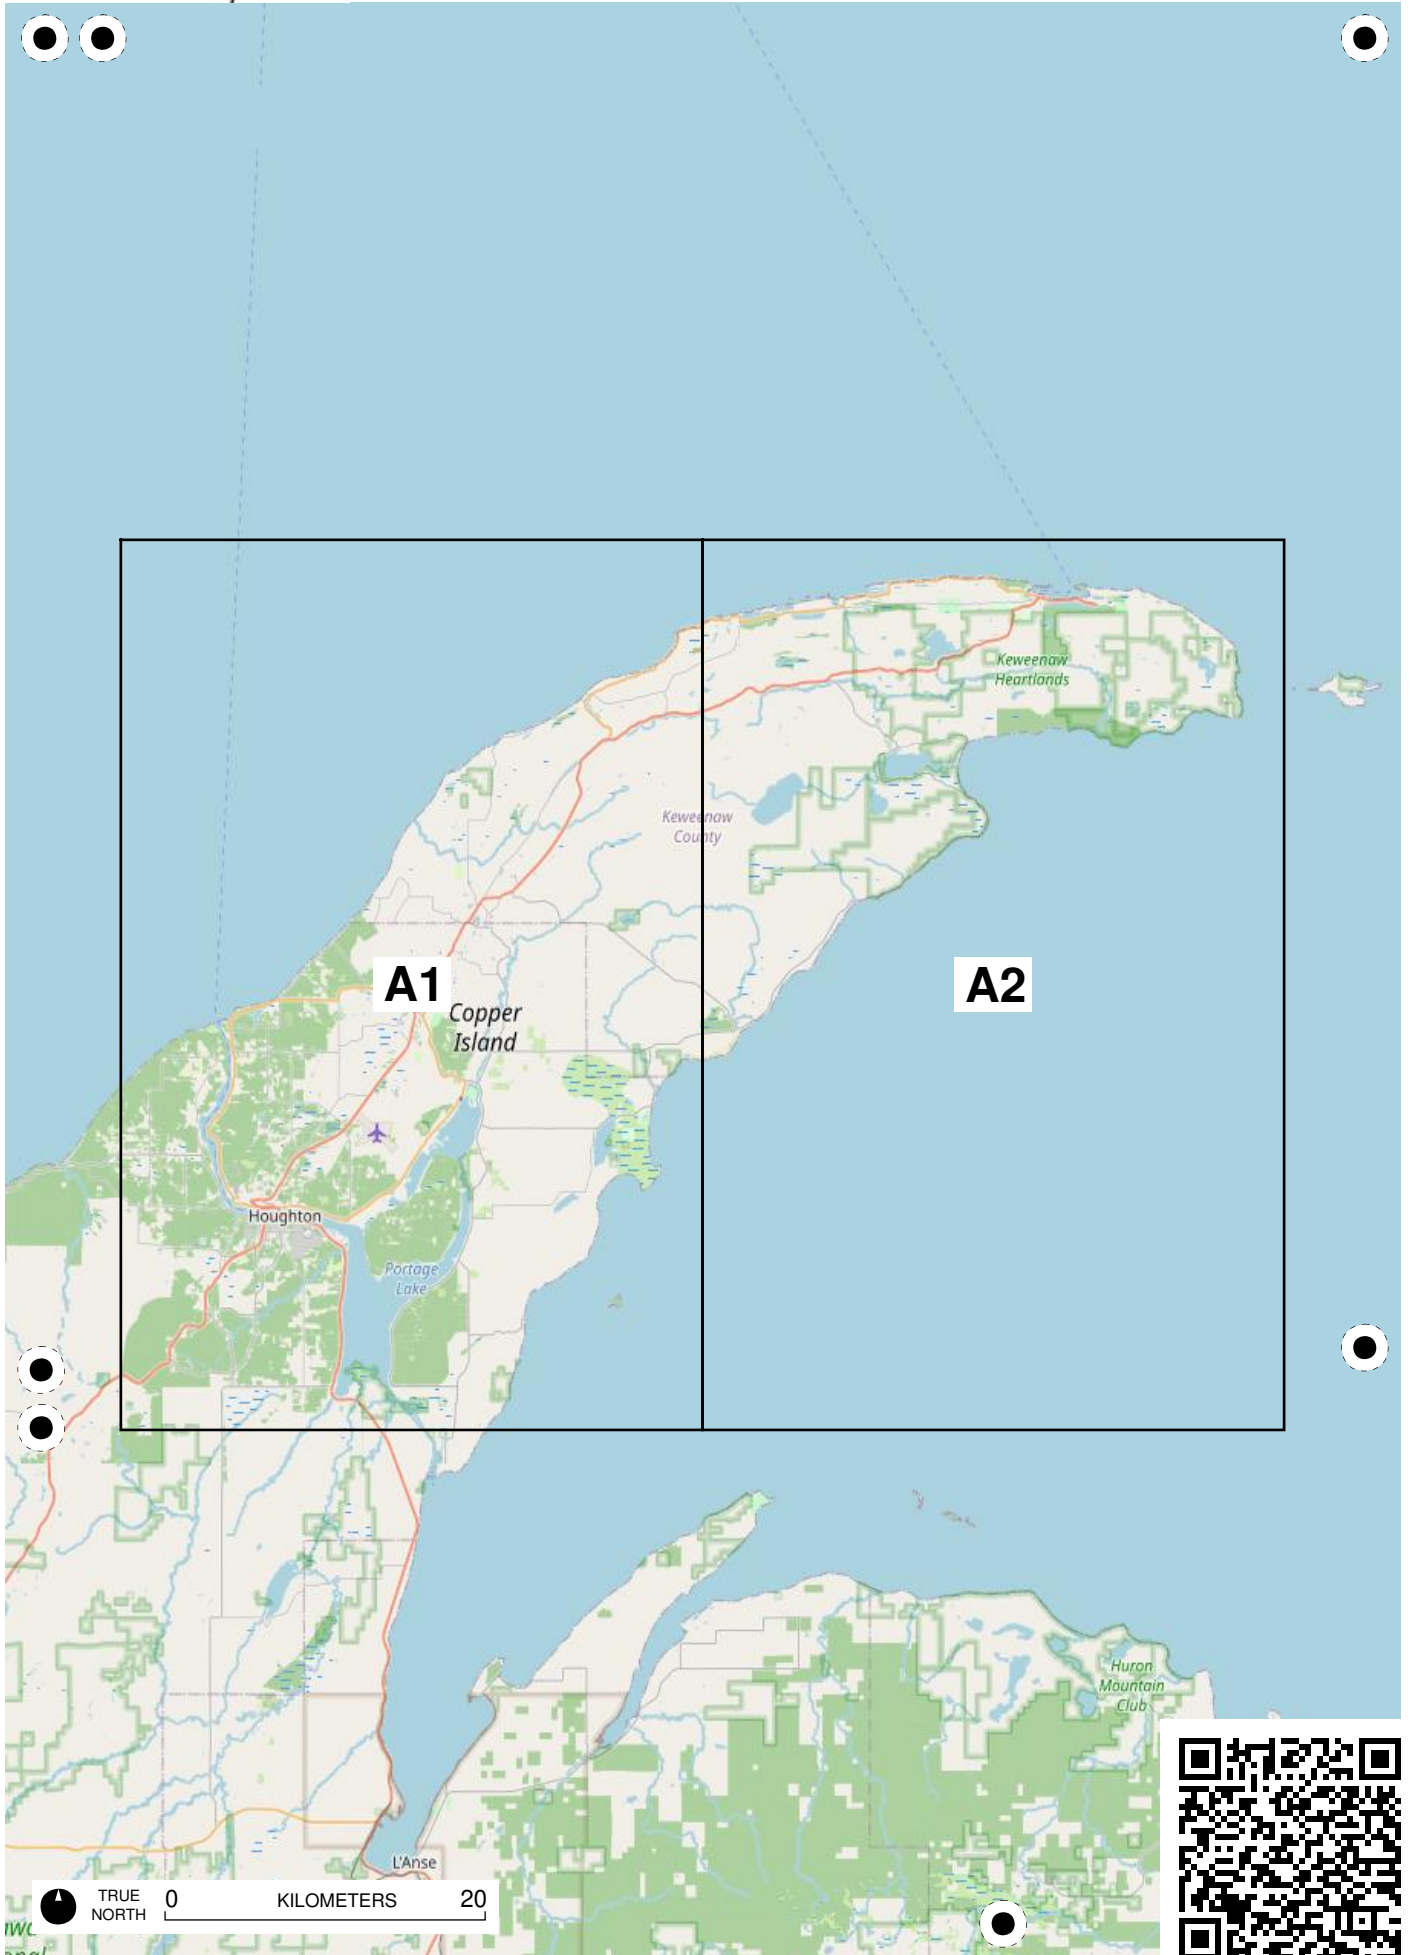 Keweenaw
Heartlands
Keweenaw
County
A1
A2
Copper
Island
Houghton
Portage
Lake
Huron
Mountain
Club
L'Anse
TRUE
NORTH
0 KILOMETERS 20